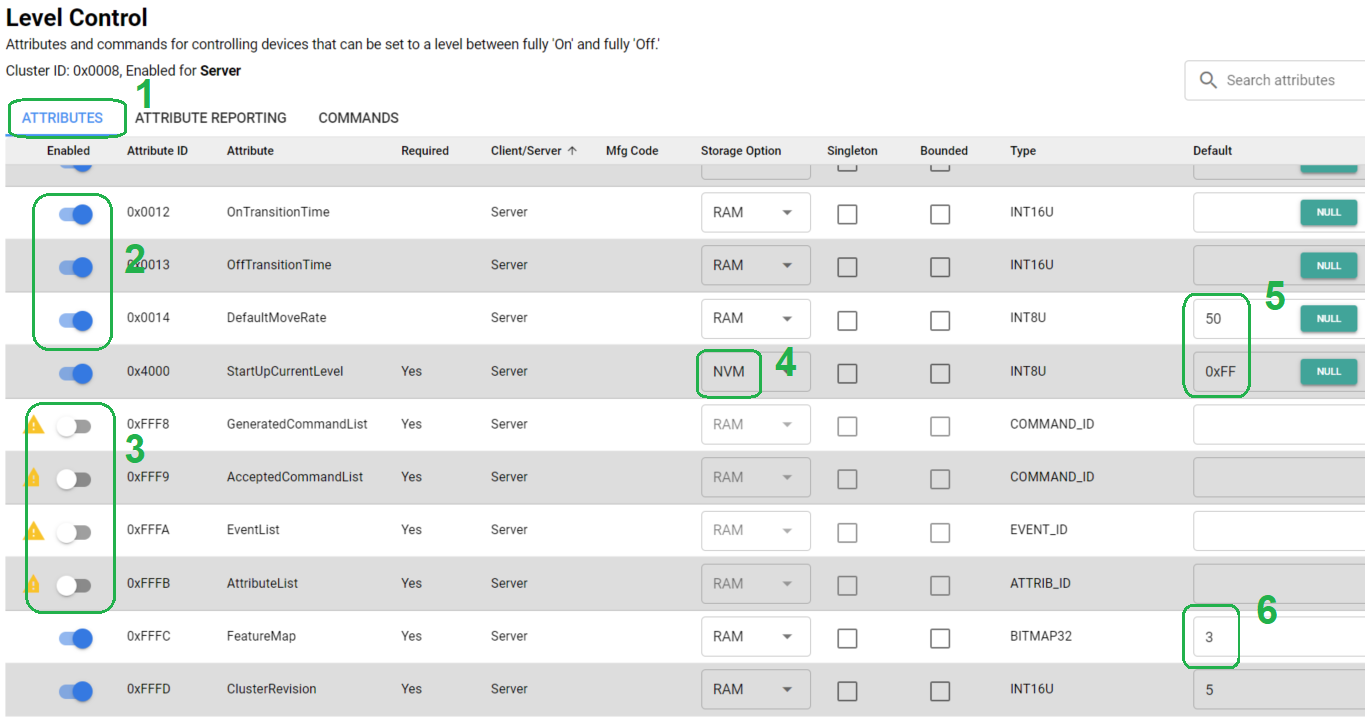 Level Control
Attributes and commands for controlling devices that can be set to a level between fully 'On' and fully 'Off.'
Cluster ID: 0x0008, Enabled for Server
1
Search attributes
ATTRIBUTES ATTRIBUTE REPORTING COMMANDS
Enabled Attribute ID Attribute Required Client/Server ↑ Mfg Code Storage Option Singleton Bounded Type Default
0x0012 OnTransitionTime Server RAM INT16U NULL
2
0x0013 OffTransitionTime Server RAM INT16U NULL
5
0x0014 DefaultMoveRate Server RAM INT8U 50 NULL
4
0x4000 StartUpCurrentLevel Yes Server NVM INT8U 0xFF NULL
0xFFF8 GeneratedCommandList Yes Server RAM COMMAND_ID
3
0xFFF9 AcceptedCommandList Yes Server RAM COMMAND_ID
0xFFFA EventList Yes Server RAM EVENT_ID
0xFFFB AttributeList Yes Server RAM ATTRIB_ID
6
0xFFFC FeatureMap Yes Server RAM BITMAP32 3
0xFFFD ClusterRevision Yes Server RAM INT16U 5